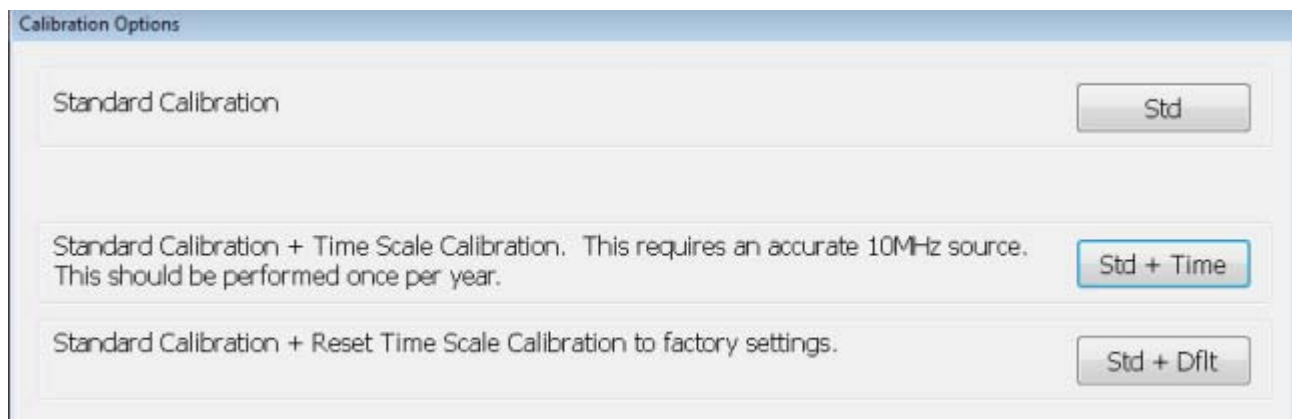 Calibration Options
Standard Calibration
Std
Standard Calibration + Time Scale Calibration. This requires an accurate 10MHz source.
This should be performed once per year.
Std + Time
Standard Calibration + Reset Time Scale Calibration to factory settings.
Std + Dflt